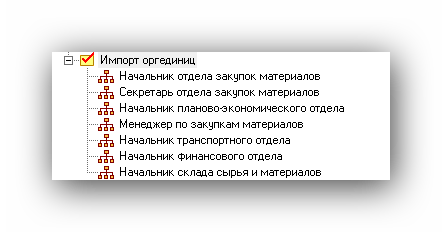 Импорт оргединиц
Начальник отдела закупок материалов
Секретарь отдела закупок материалов
Начальник планово-экономического отдела
Менеджер по закупкам материалов
Начальник транспортного отдела
Начальник финансового отдела
Начальник склада сырья и материалов